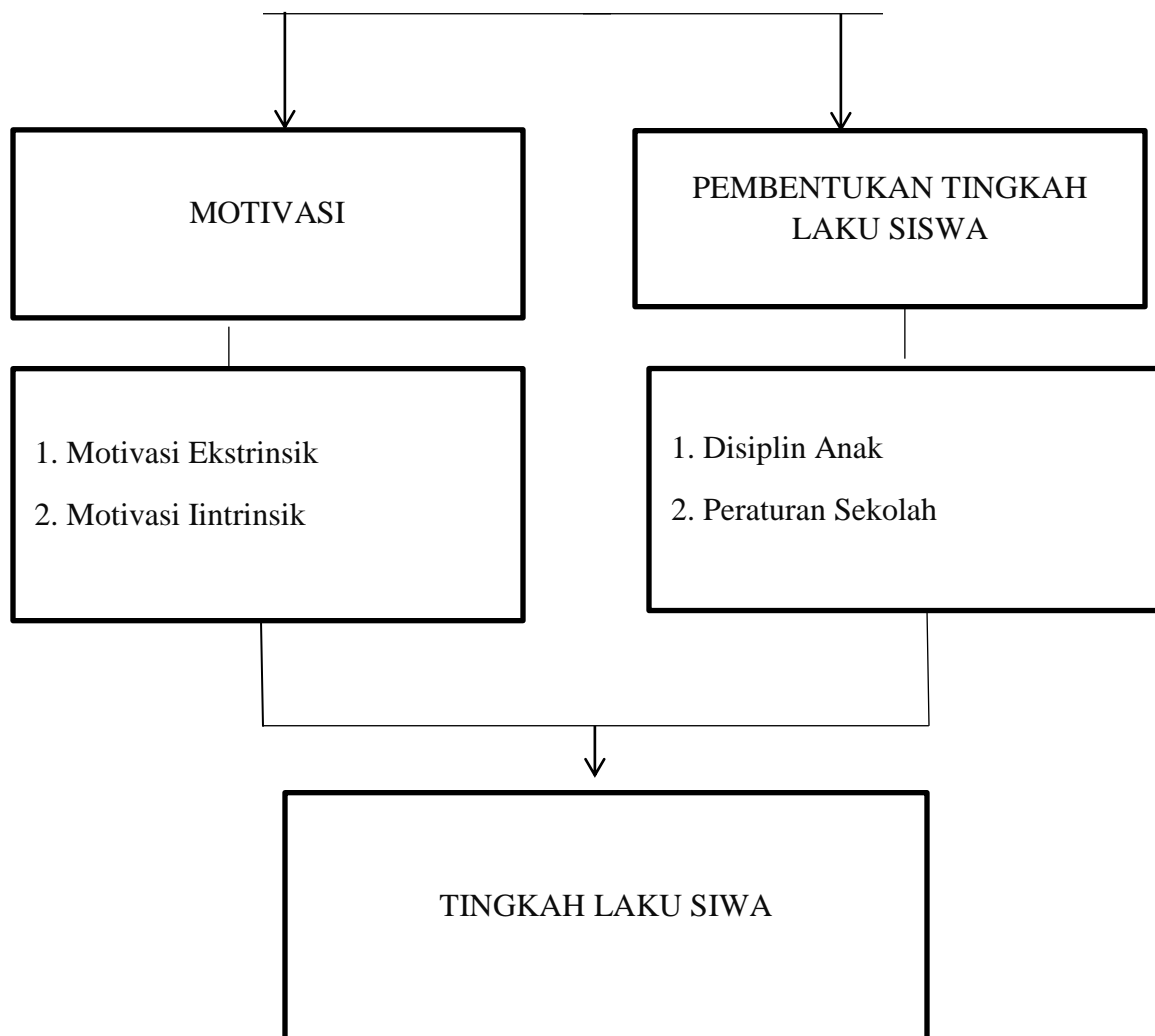 MOTIVASI
PEMBENTUKAN TINGKAH
LAKU SISWA
1. Motivasi Ekstrinsik
2. Motivasi Iintrinsik
1. Disiplin Anak
2. Peraturan Sekolah
TINGKAH LAKU SIWA